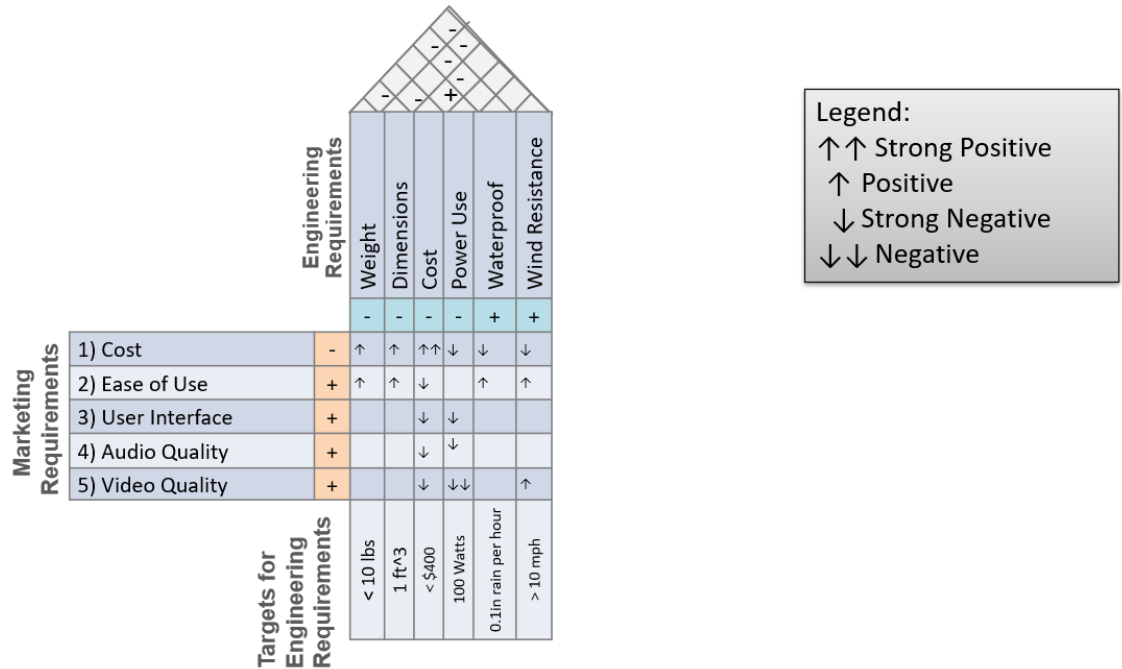 -
- -
-
-
- - +
Engineering
Requirements
Weight
Dimensions
Cost
Power Use
Waterproof
Wind Resistance
- - - - + +
Marketing
Requirements
1) Cost - ↑ ↑ ↑↑ ↓ ↓ ↓
2) Ease of Use + ↑ ↑ ↓ ↑ ↑
3) User Interface + ↓ ↓
4) Audio Quality + ↓ ↓
5) Video Quality + ↓ ↓↓ ↑
Targets for
Engineering
Requirements
< 10 lbs
1 ft^3
< $400
100 Watts
0.1in rain per hour
> 10 mph
Legend:
↑↑ Strong Positive
↑ Positive
↓ Strong Negative
↓↓ Negative